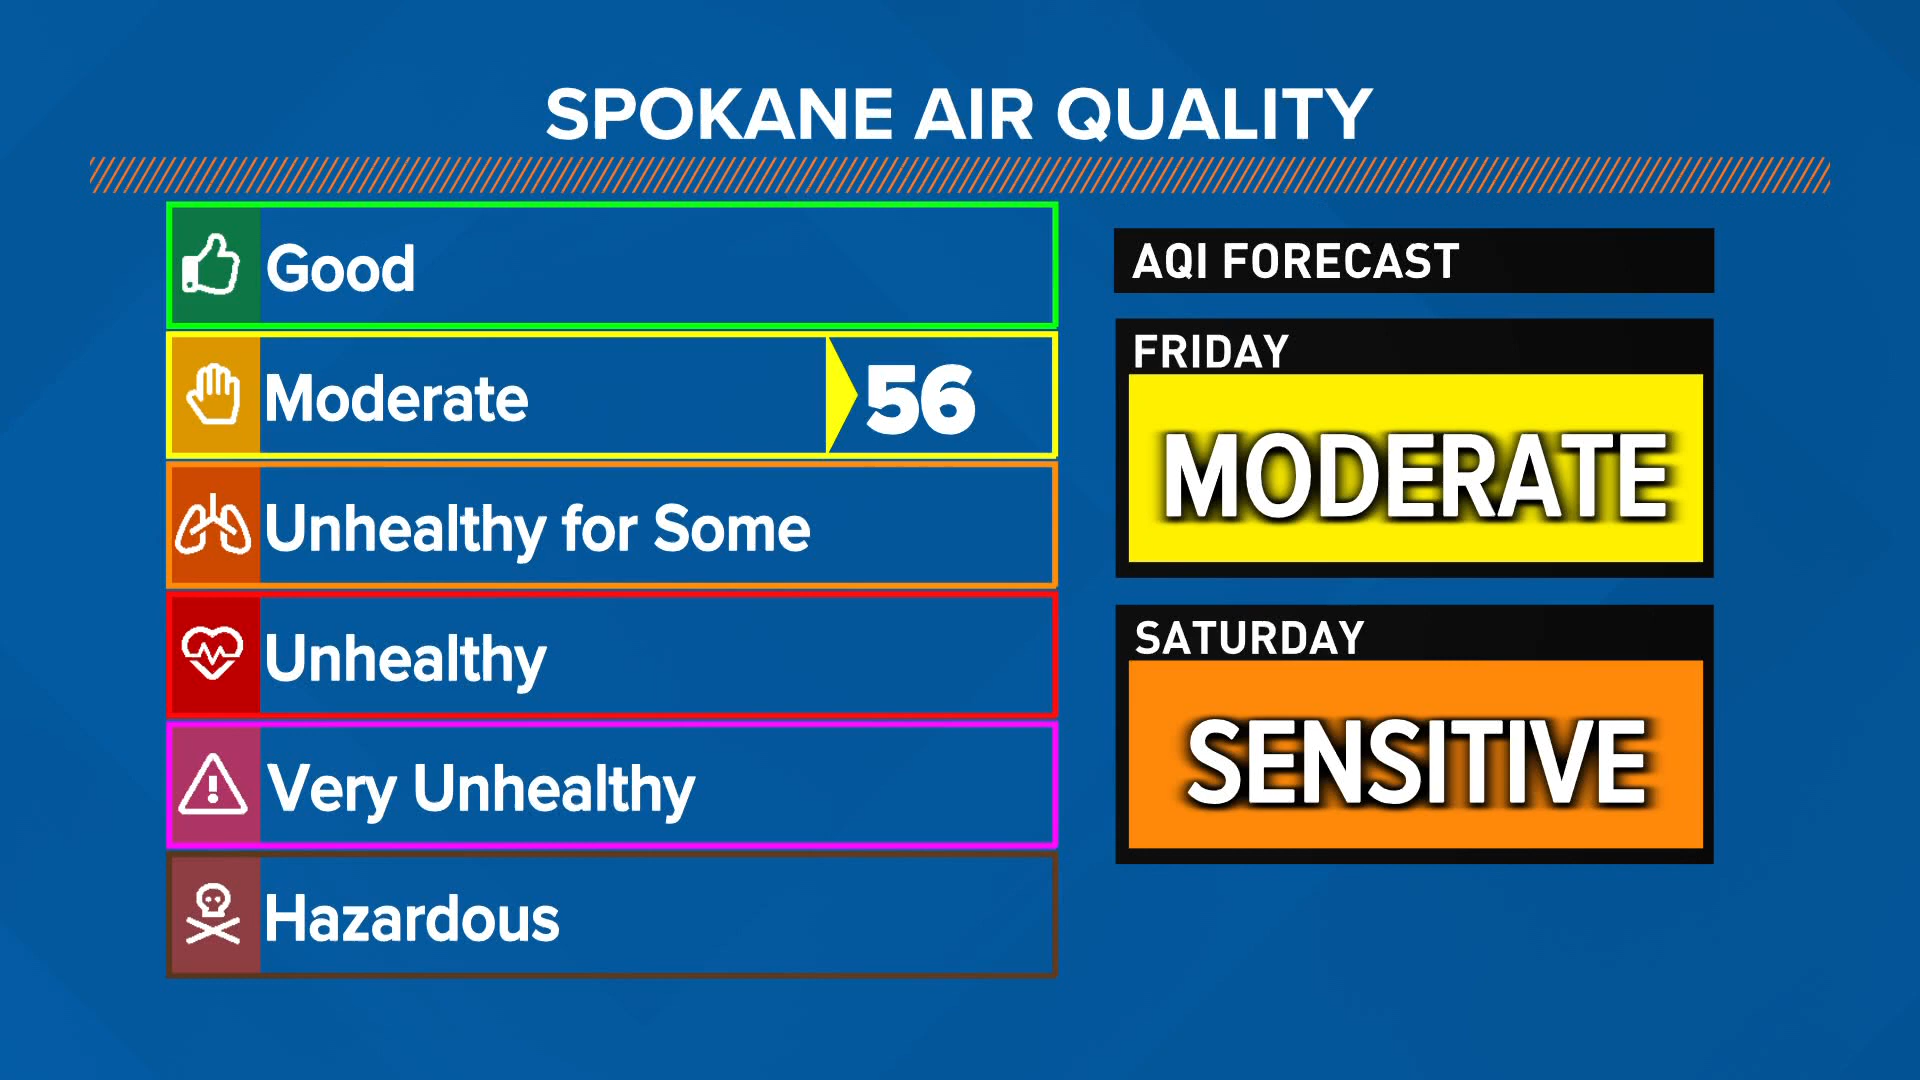 SPOKANE AIR QUALITY
Good
Moderate 56
Unhealthy for Some
Unhealthy
Very Unhealthy
Hazardous
AQI FORECAST
FRIDAY
MODERATE
SATURDAY
SENSITIVE